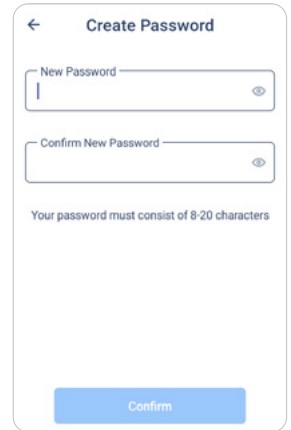 Create Password
New Password
Confirm New Password
Your password must consist of 8-20 characters
Confirm